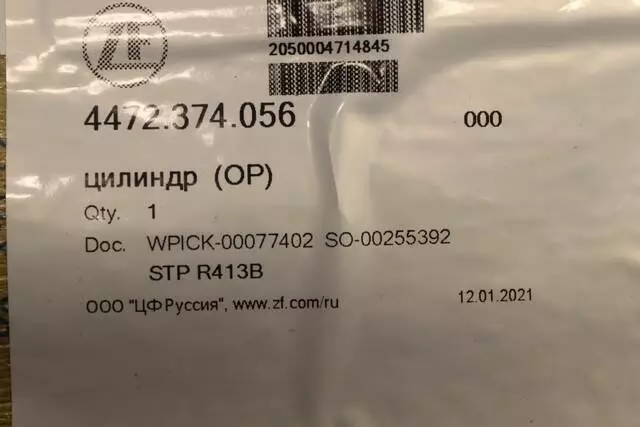 ZF
2050004714845
4472.374.056 000
цилиндр (OP)
Qty. 1
Doc. WPICK-00077402 SO-00255392
STP R413B
ООО "ЦФ Руссия", www.zf.com/ru 12.01.2021